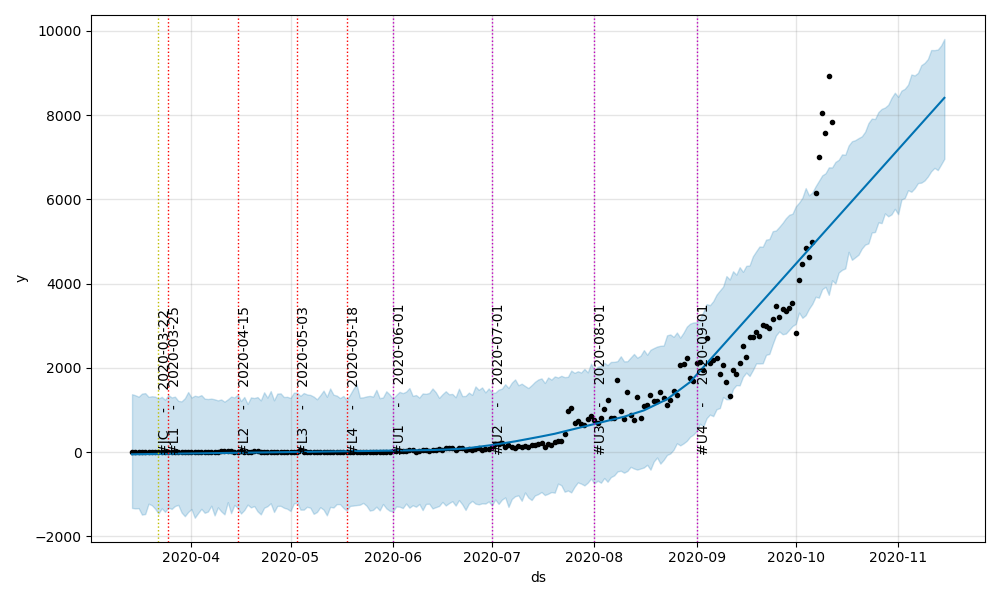 10000
8000
6000
4000
2000
0
−2000
y
#JC - 2020-03-22
#L1 - 2020-03-25
#L2 - 2020-04-15
#L3 - 2020-05-03
#L4 - 2020-05-18
#U1 - 2020-06-01
#U2 - 2020-07-01
#U3 - 2020-08-01
#U4 - 2020-09-01
2020-04
2020-05
2020-06
2020-07
2020-08
2020-09
2020-10
2020-11
ds